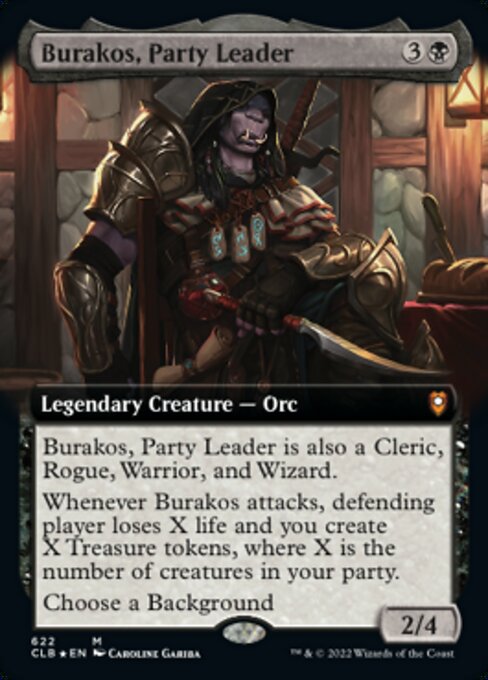 Burakos, Party Leader 3
Legendary Creature — Orc
Burakos, Party Leader is also a Cleric,
Rogue, Warrior, and Wizard.
Whenever Burakos attacks, defending
player loses X life and you create
X Treasure tokens, where X is the
number of creatures in your party.
Choose a Background
2/4
622 M
CLB ★ EN Caroline Gariba
™ & © 2022 Wizards of the Coast